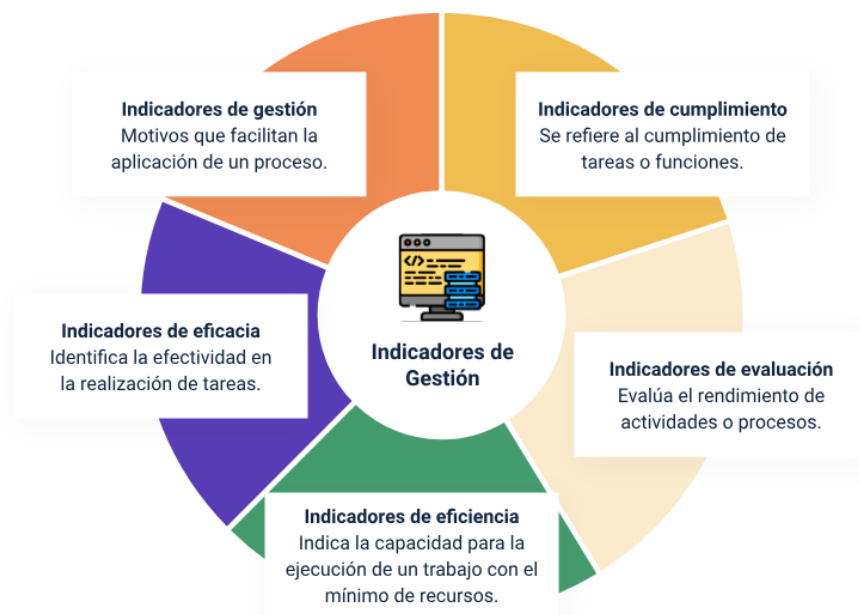 Indicadores de gestión
Motivos que facilitan la
aplicación de un proceso.
Indicadores de cumplimiento
Se refiere al cumplimiento de
tareas o funciones.
</>
Indicadores de
Gestión
Indicadores de eficacia
Identifica la efectividad en
la realización de tareas.
Indicadores de evaluación
Evalúa el rendimiento de
actividades o procesos.
Indicadores de eficiencia
Indica la capacidad para la
ejecución de un trabajo con el
mínimo de recursos.